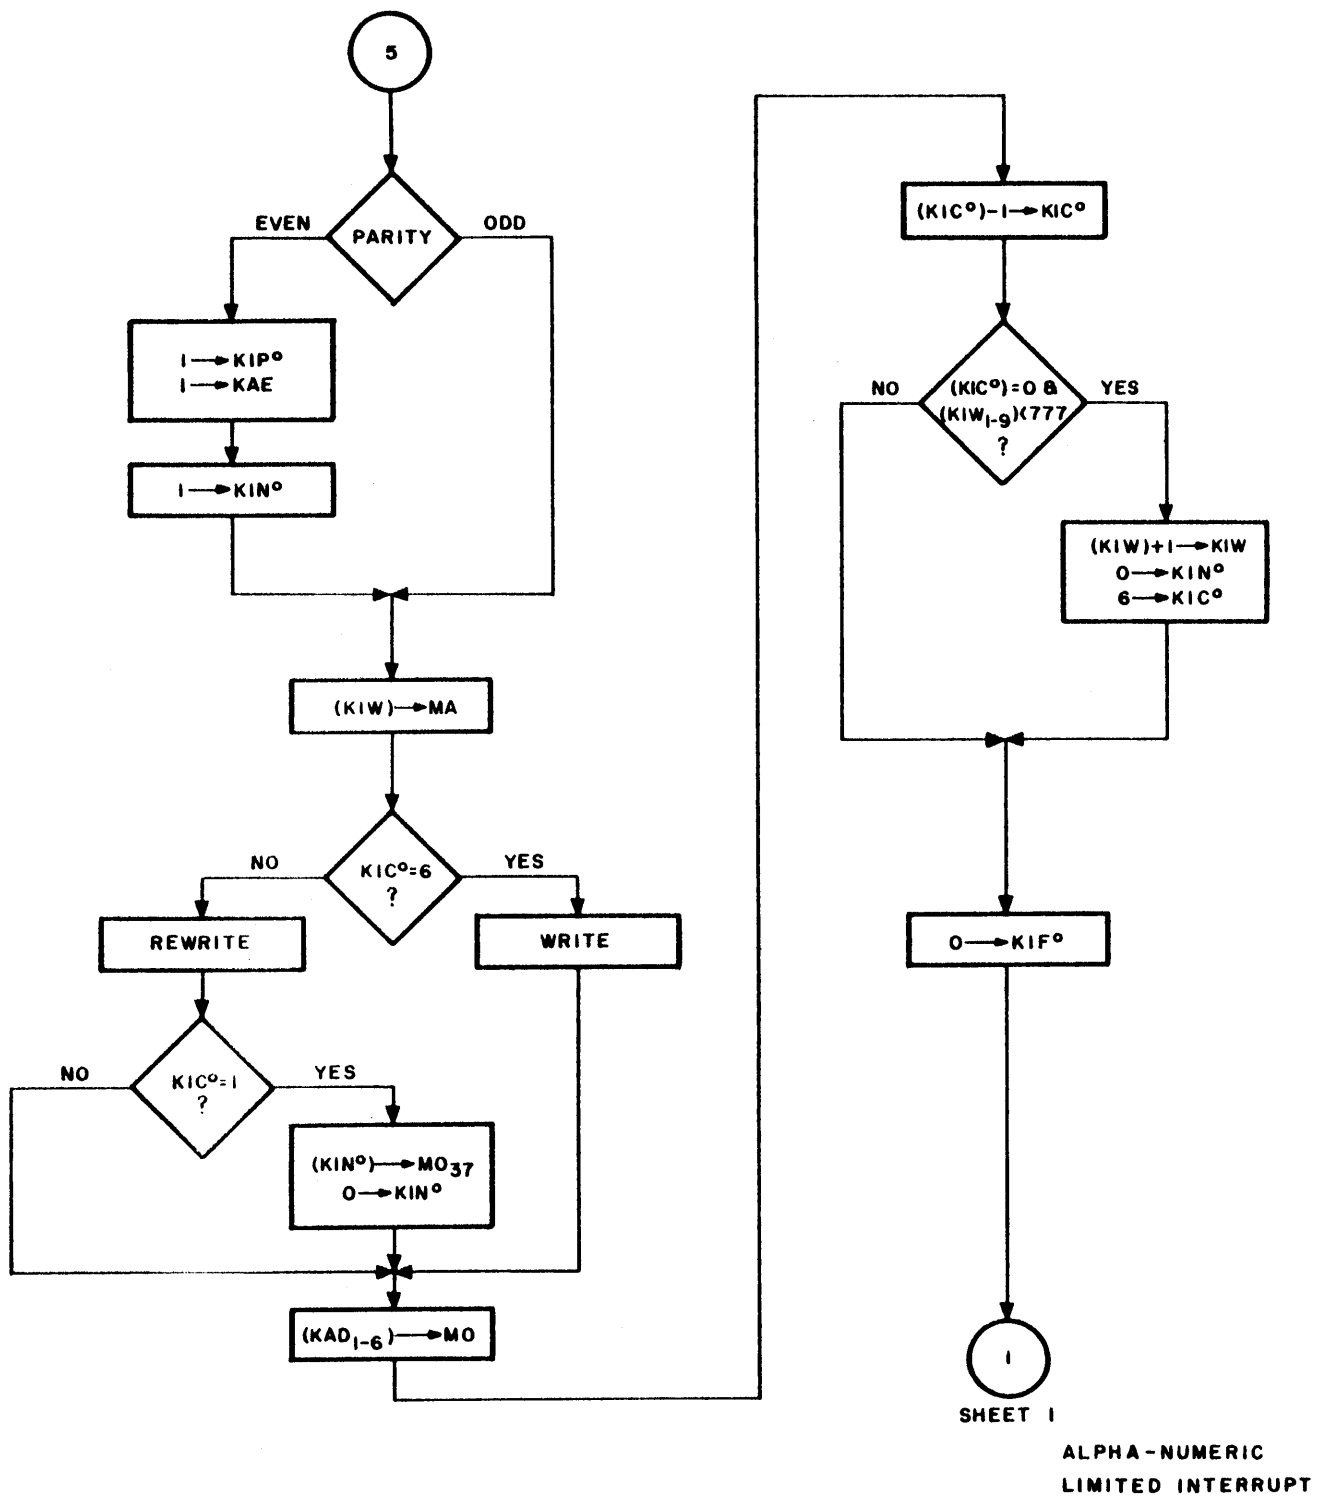 5
PARITY
EVEN
ODD
1→KIP°
1→KAE
1→KIN°
(KIW)→MA
KIC°=6
?
NO
YES
REWRITE
WRITE
KIC°=1
?
NO
YES
(KIN°)→MO37
0→KIN°
(KAD1-6)→MO
(KIC°)-1→KIC°
(KIC°)=0 &
(KIW1-9)<777
?
NO
YES
(KIW)+1→KIW
0→KIN°
6→KIC°
0→KIF°
1
SHEET 1
ALPHA-NUMERIC
LIMITED INTERRUPT